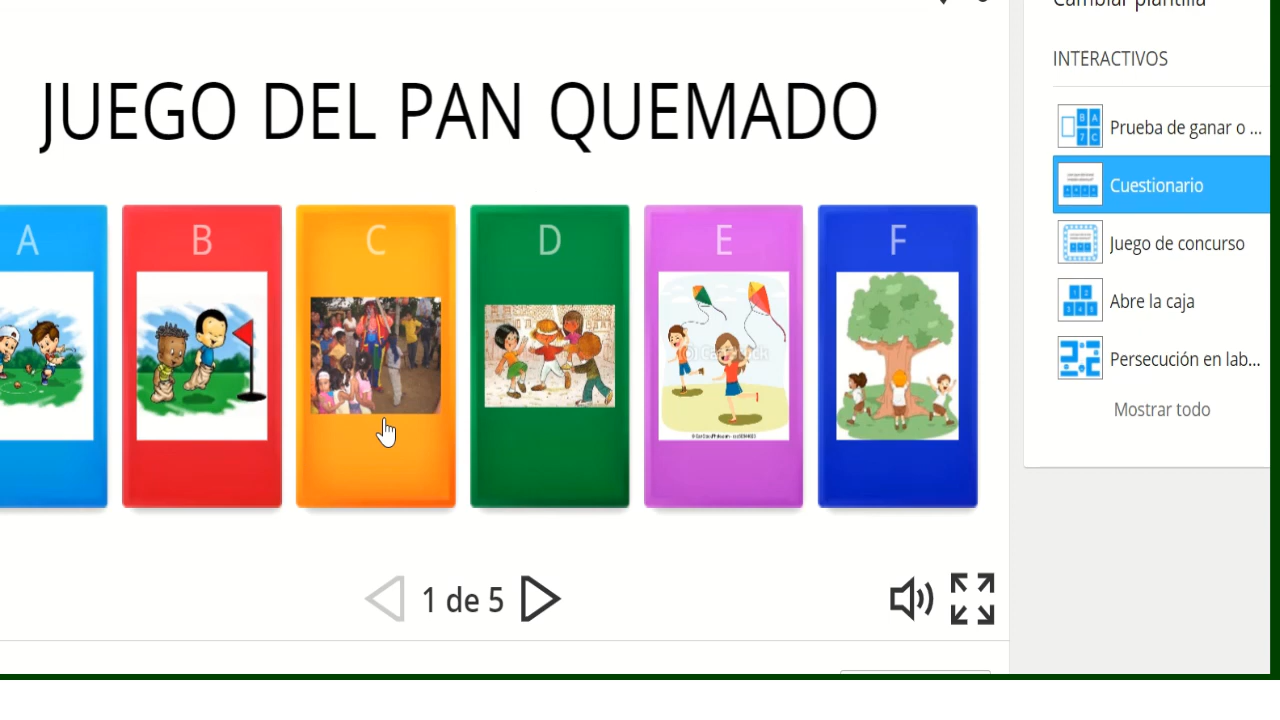 INTERACTIVOS
JUEGO DEL PAN QUEMADO
Prueba de ganar o ...
Cuestionario
Juego de concurso
Abre la caja
Persecución en lab...
Mostrar todo
A
B
C
D
E
F
1 de 5